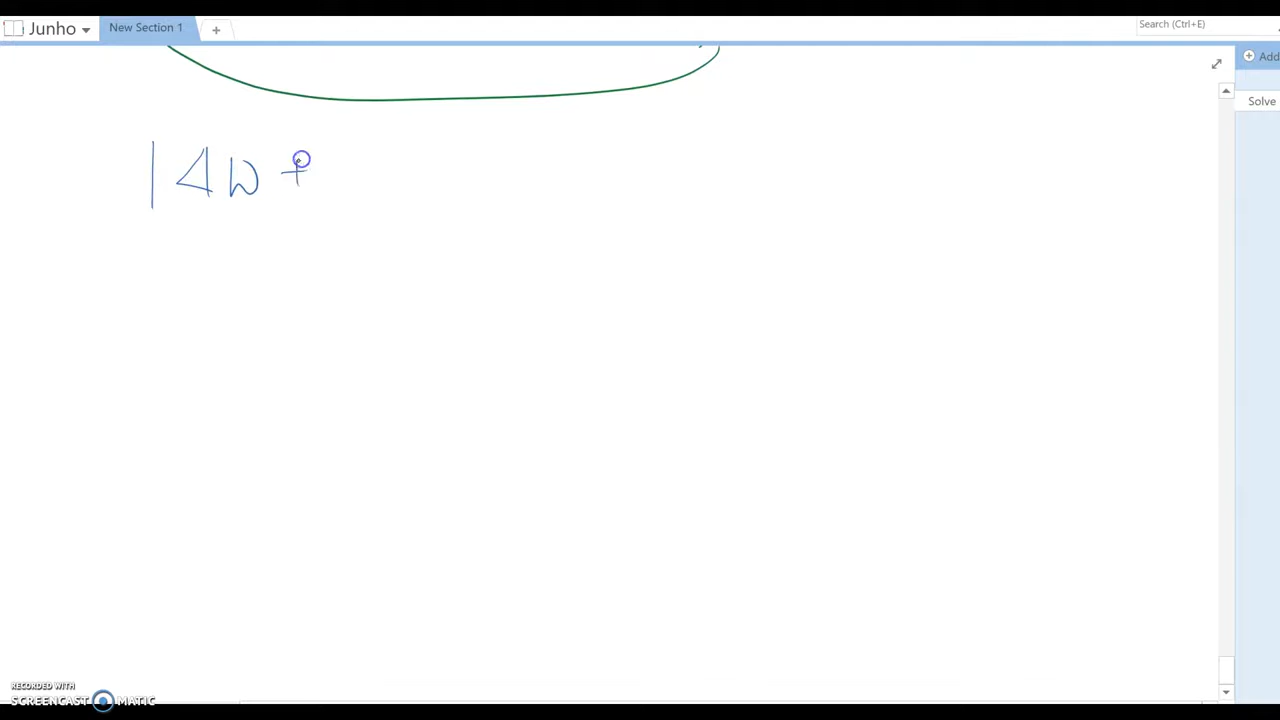 Junho
New Section 1
+
Search (Ctrl+E)
Add
Solve
|4w +
RECORDED WITH
SCREENCAST MATIC